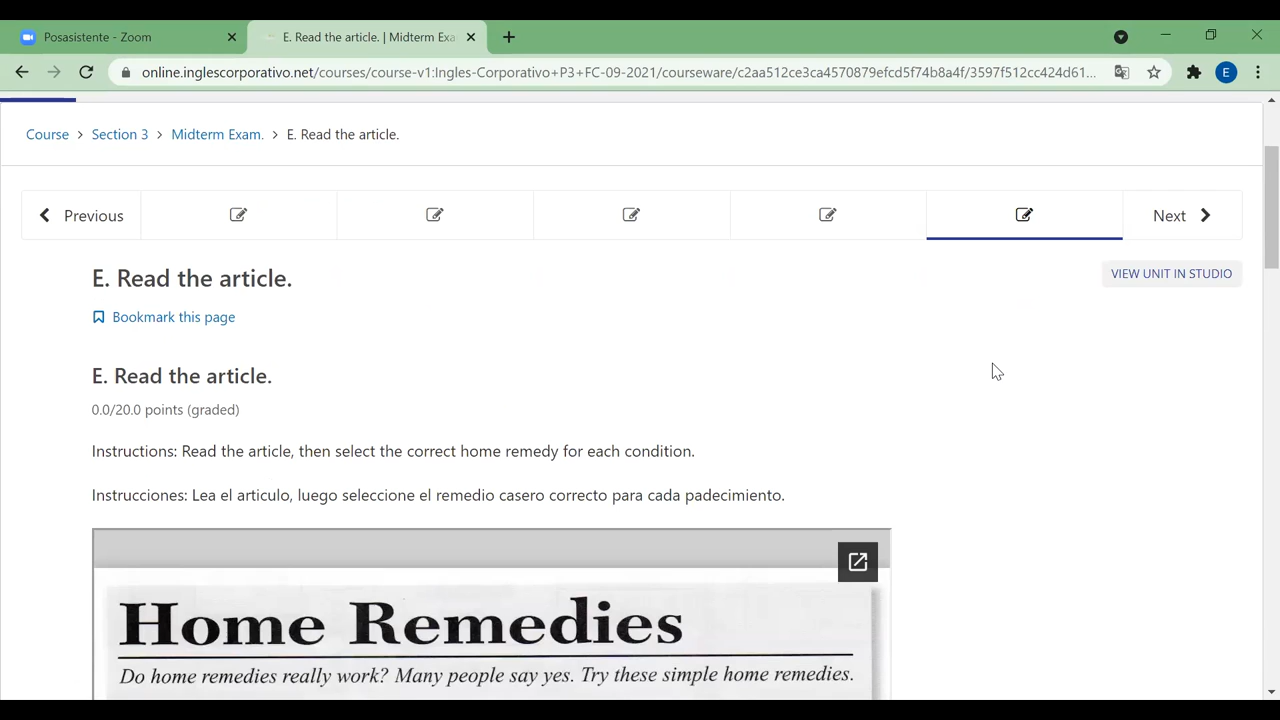 Posasistente - Zoom
E. Read the article. | Midterm Exa
online.inglescorporativo.net/courses/course-v1:Ingles-Corporativo+P3+FC-09-2021/courseware/c2aa512ce3ca4570879efcd5f74b8a4f/3597f512cc424d61...
E
Course > Section 3 > Midterm Exam. > E. Read the article.
Previous
Next
E. Read the article.
VIEW UNIT IN STUDIO
Bookmark this page
E. Read the article.
0.0/20.0 points (graded)
Instructions: Read the article, then select the correct home remedy for each condition.
Instrucciones: Lea el articulo, luego seleccione el remedio casero correcto para cada padecimiento.
Home Remedies
Do home remedies really work? Many people say yes. Try these simple home remedies.